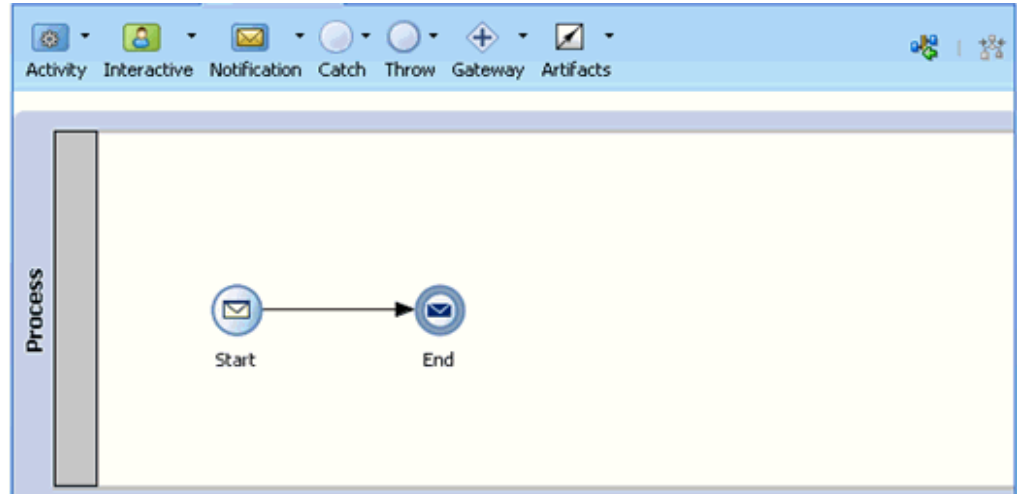 Activity Interactive Notification Catch Throw Gateway Artifacts
Process
Start End